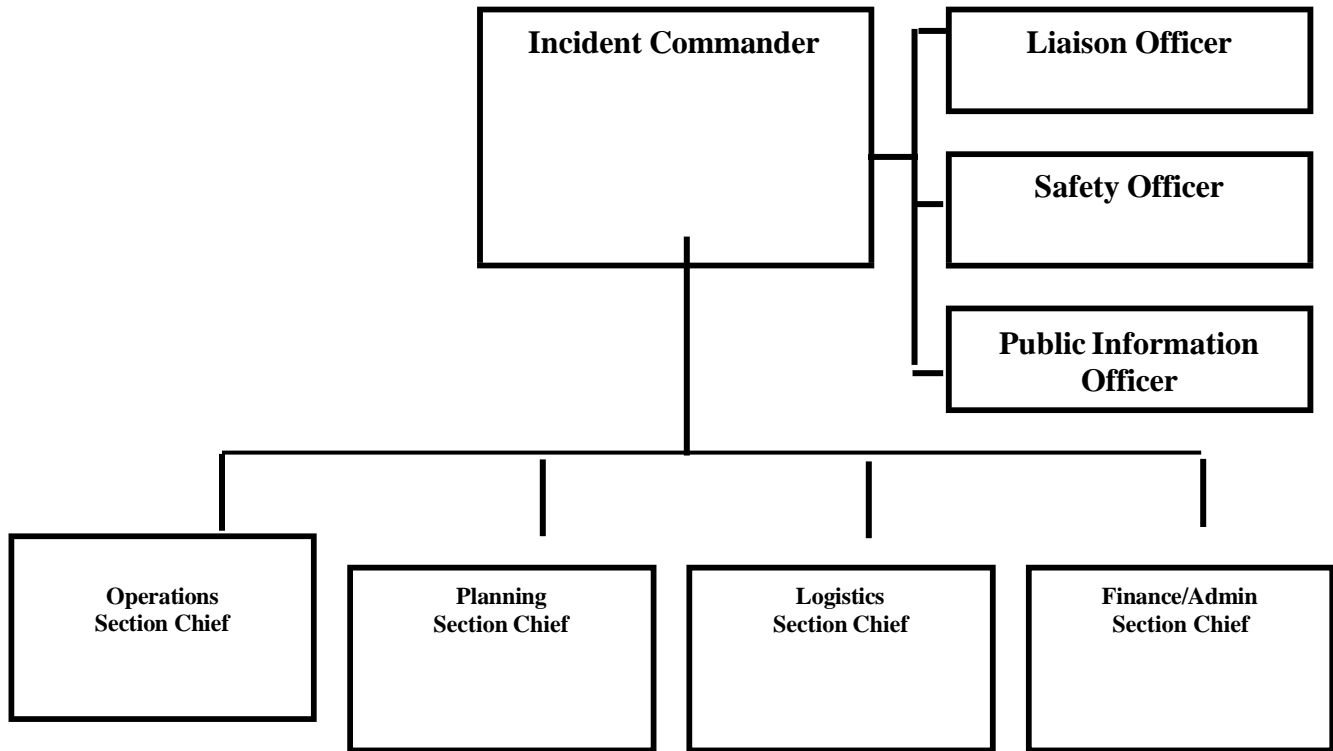 Incident Commander
Liaison Officer
Safety Officer
Public Information
Officer
Operations
Section Chief
Planning
Section Chief
Logistics
Section Chief
Finance/Admin
Section Chief